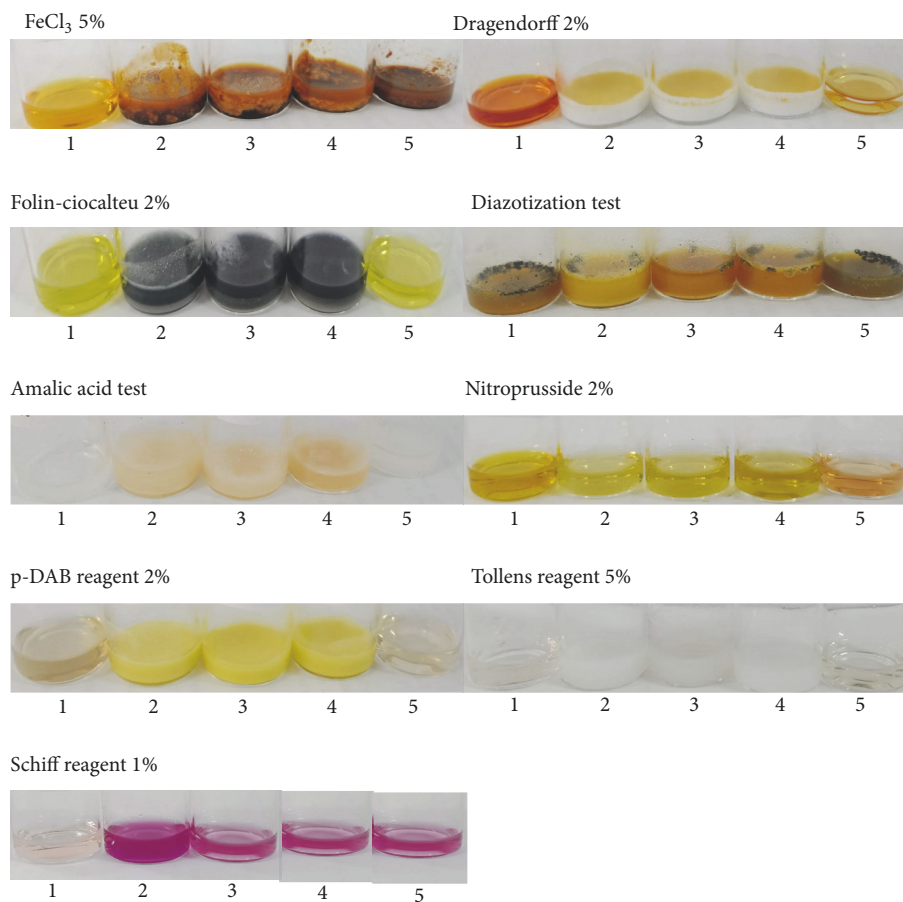 FeCl₃ 5%
Dragendorff 2%
1 2 3 4 5
1 2 3 4 5
Folin-ciocalteu 2%
Diazotization test
1 2 3 4 5
1 2 3 4 5
Amalic acid test
Nitroprusside 2%
1 2 3 4 5
1 2 3 4 5
p-DAB reagent 2%
Tollens reagent 5%
1 2 3 4 5
1 2 3 4 5
Schiff reagent 1%
1 2 3 4 5